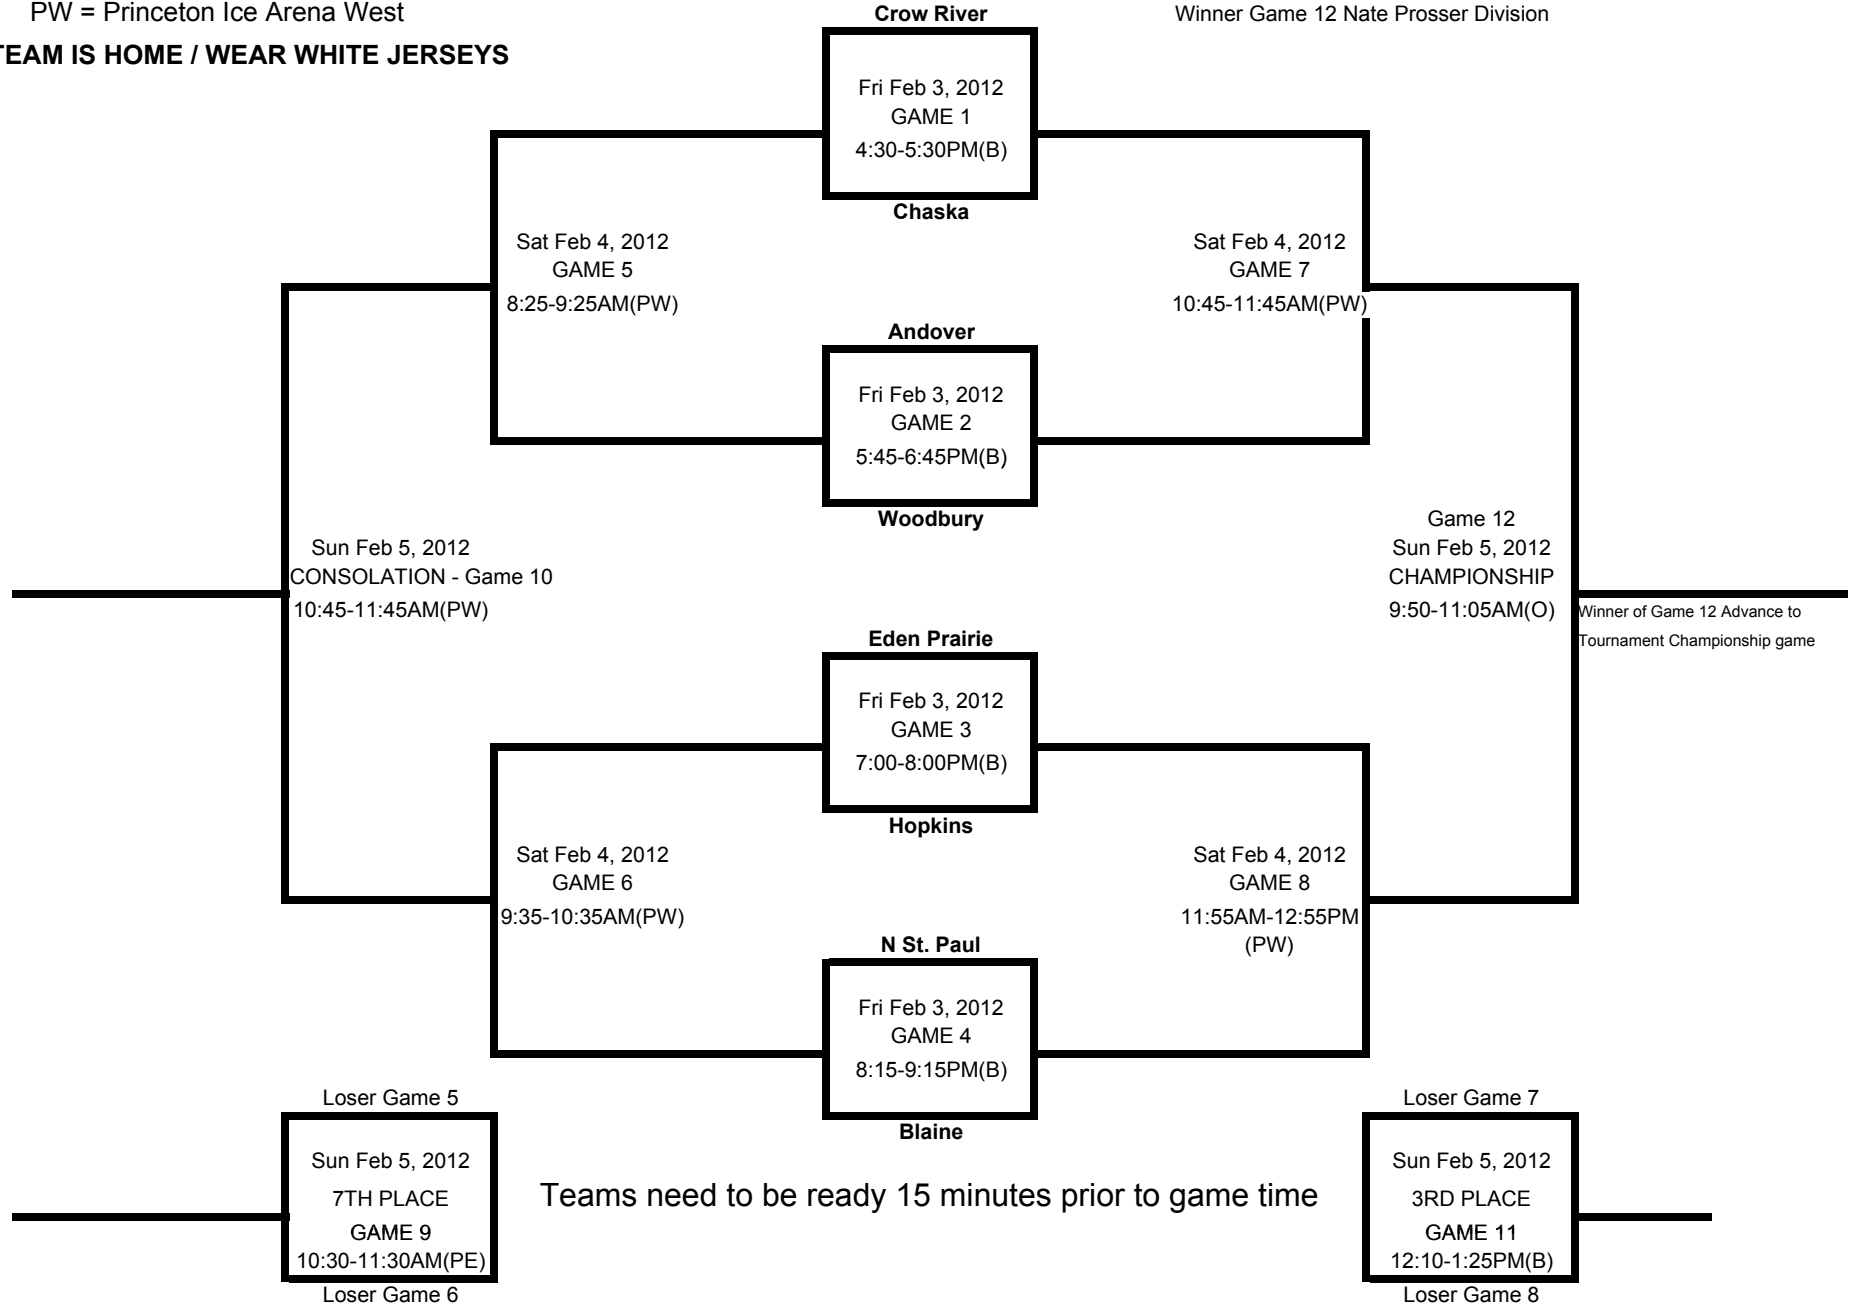 PW = Princeton Ice Arena West
TEAM IS HOME / WEAR WHITE JERSEYS
Crow River
Winner Game 12 Nate Prosser Division
Fri Feb 3, 2012
GAME 1
4:30-5:30PM(B)
Chaska
Sat Feb 4, 2012
GAME 5
8:25-9:25AM(PW)
Sat Feb 4, 2012
GAME 7
10:45-11:45AM(PW)
Andover
Fri Feb 3, 2012
GAME 2
5:45-6:45PM(B)
Woodbury
Sun Feb 5, 2012
CONSOLATION - Game 10
10:45-11:45AM(PW)
Game 12
Sun Feb 5, 2012
CHAMPIONSHIP
9:50-11:05AM(O)
Winner of Game 12 Advance to
Tournament Championship game
Eden Prairie
Fri Feb 3, 2012
GAME 3
7:00-8:00PM(B)
Hopkins
Sat Feb 4, 2012
GAME 6
9:35-10:35AM(PW)
Sat Feb 4, 2012
GAME 8
11:55AM-12:55PM
(PW)
N St. Paul
Fri Feb 3, 2012
GAME 4
8:15-9:15PM(B)
Blaine
Loser Game 5
Sun Feb 5, 2012
7TH PLACE
GAME 9
10:30-11:30AM(PE)
Loser Game 6
Teams need to be ready 15 minutes prior to game time
Loser Game 7
Sun Feb 5, 2012
3RD PLACE
GAME 11
12:10-1:25PM(B)
Loser Game 8